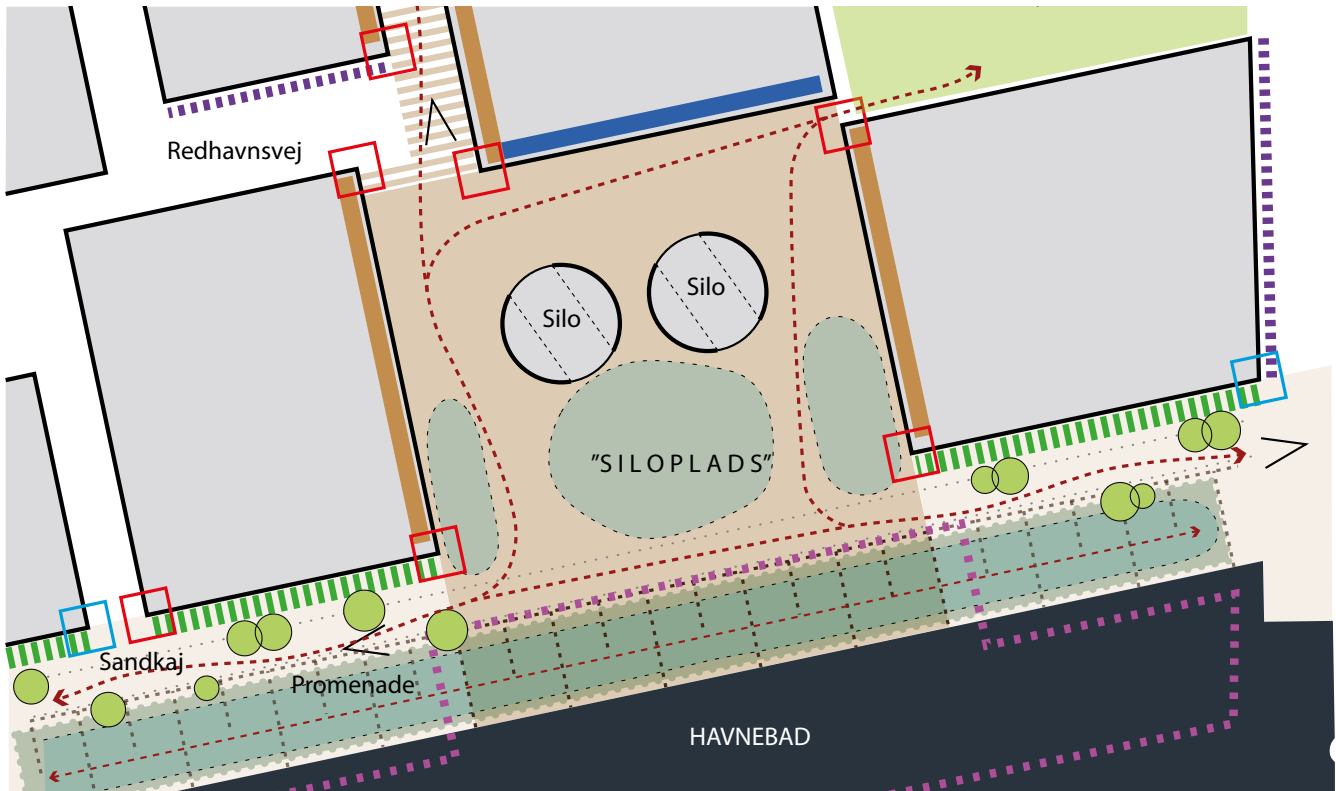 Redhavnsvej
Silo
Silo
"SILOPLADS"
Sandkaj
Promenade
HAVNEBAD